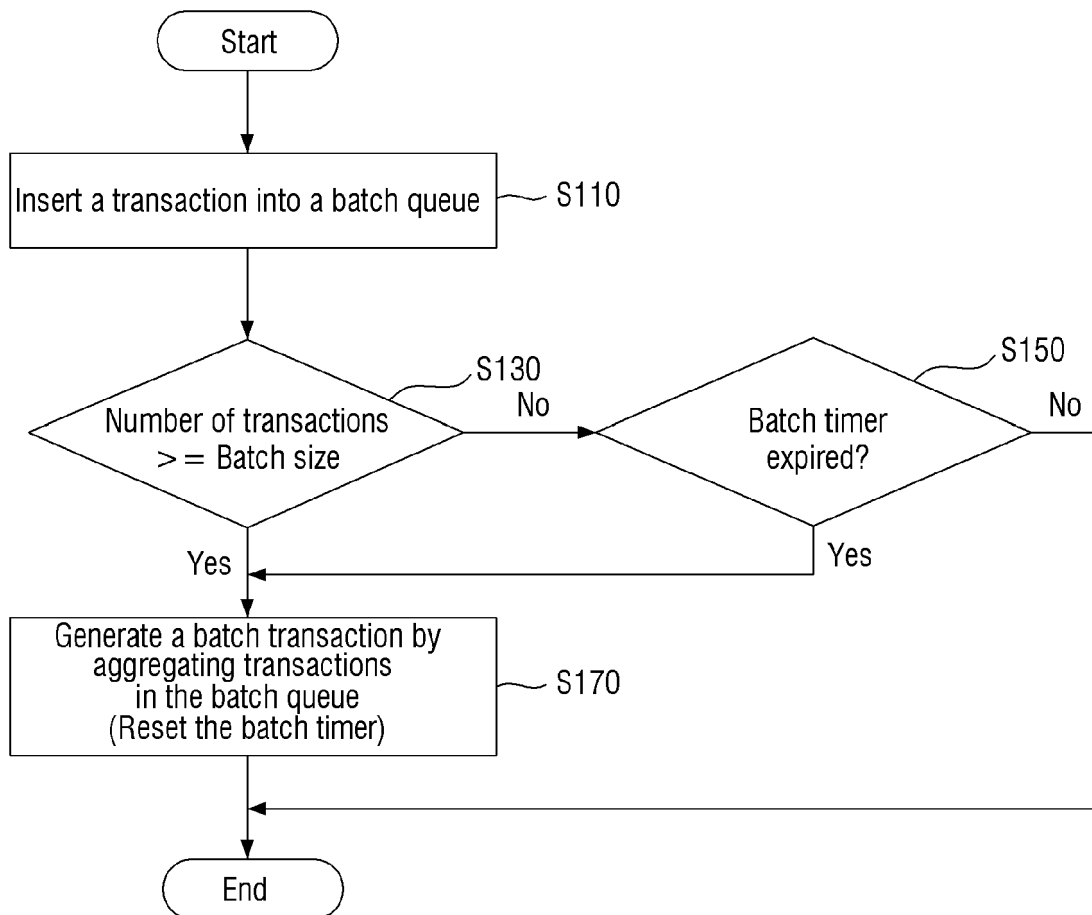 Start
Insert a transaction into a batch queue
S110
S130
Number of transactions
>= Batch size
No
S150
Batch timer
expired?
No
Yes
Yes
Generate a batch transaction by
aggregating transactions
in the batch queue
(Reset the batch timer)
S170
End